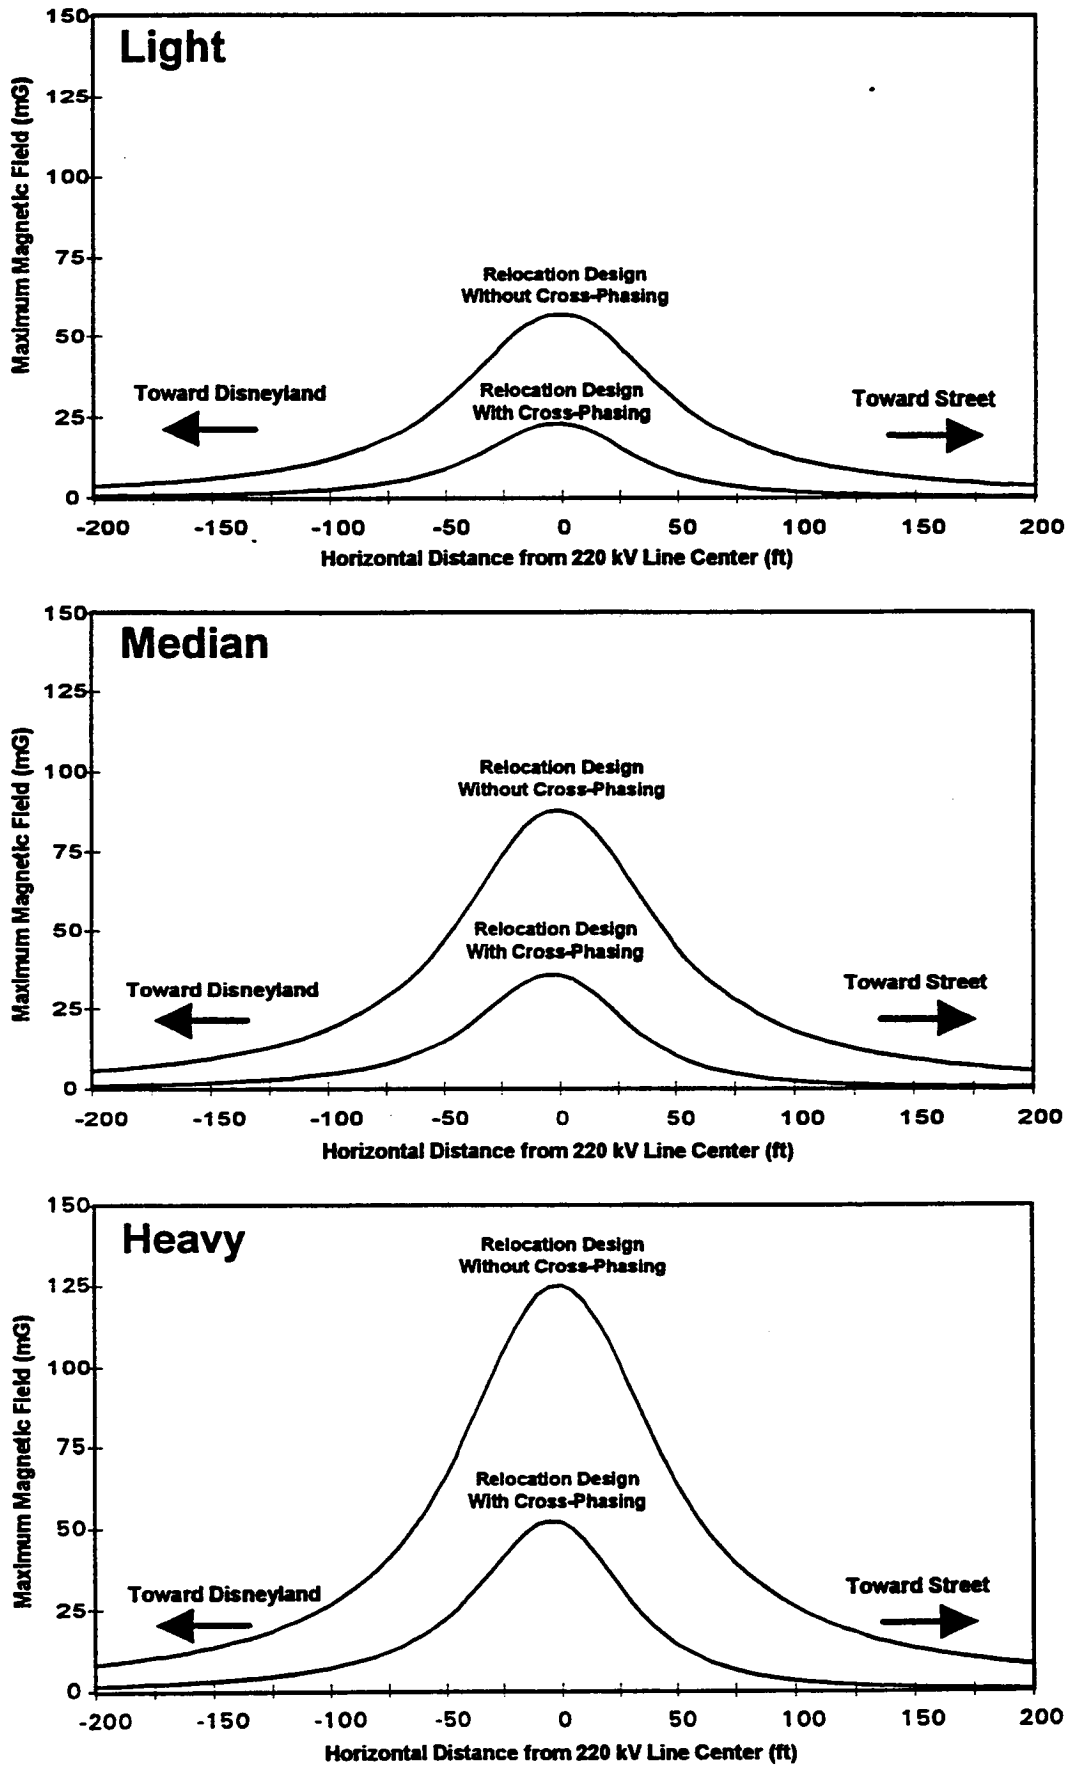 Light
150
125
100
75
50
25
0
Maximum Magnetic Field (mG)
Relocation Design
Without Cross-Phasing
Relocation Design
With Cross-Phasing
Toward Disneyland
Toward Street
-200 -150 -100 -50 0 50 100 150 200
Horizontal Distance from 220 kV Line Center (ft)
Median
150
125
100
75
50
25
0
Maximum Magnetic Field (mG)
Relocation Design
Without Cross-Phasing
Relocation Design
With Cross-Phasing
Toward Disneyland
Toward Street
-200 -150 -100 -50 0 50 100 150 200
Horizontal Distance from 220 kV Line Center (ft)
Heavy
150
125
100
75
50
25
0
Maximum Magnetic Field (mG)
Relocation Design
Without Cross-Phasing
Relocation Design
With Cross-Phasing
Toward Disneyland
Toward Street
-200 -150 -100 -50 0 50 100 150 200
Horizontal Distance from 220 kV Line Center (ft)